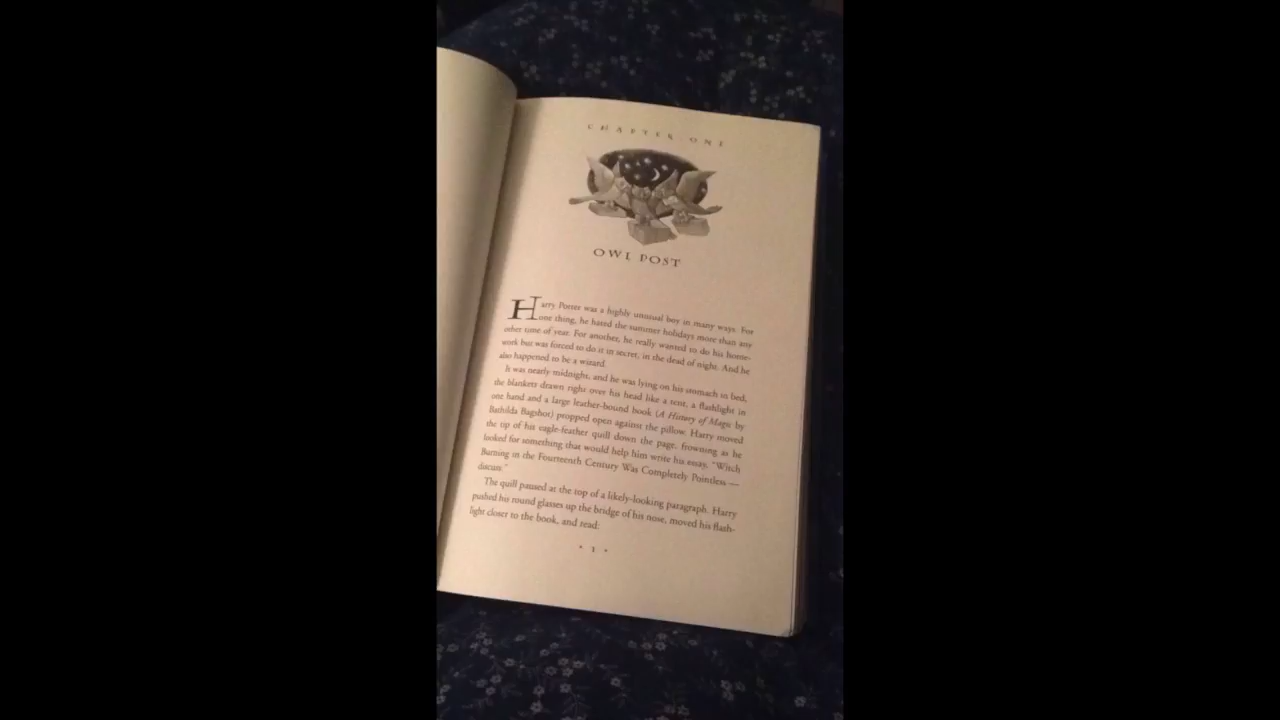 CHAPTER ONE
OWL POST
Harry Potter was a highly unusual boy in many ways. For
one thing, he hated the summer holidays more than any
other time of year. For another, he really wanted to do his home-
work but was forced to do it in secret, in the dead of night. And he
also happened to be a wizard.
It was nearly midnight, and he was lying on his stomach in bed,
the blankets drawn right over his head like a tent, a flashlight in
one hand and a large leather-bound book (A History of Magic by
Bathilda Bagshot) propped open against the pillow. Harry moved
the tip of his eagle-feather quill down the page, frowning as he
looked for something that would help him write his essay, "Witch
Burning in the Fourteenth Century Was Completely Pointless —
discuss."
The quill paused at the top of a likely-looking paragraph. Harry
pushed his round glasses up the bridge of his nose, moved his flash-
light closer to the book, and read:
• 1 •